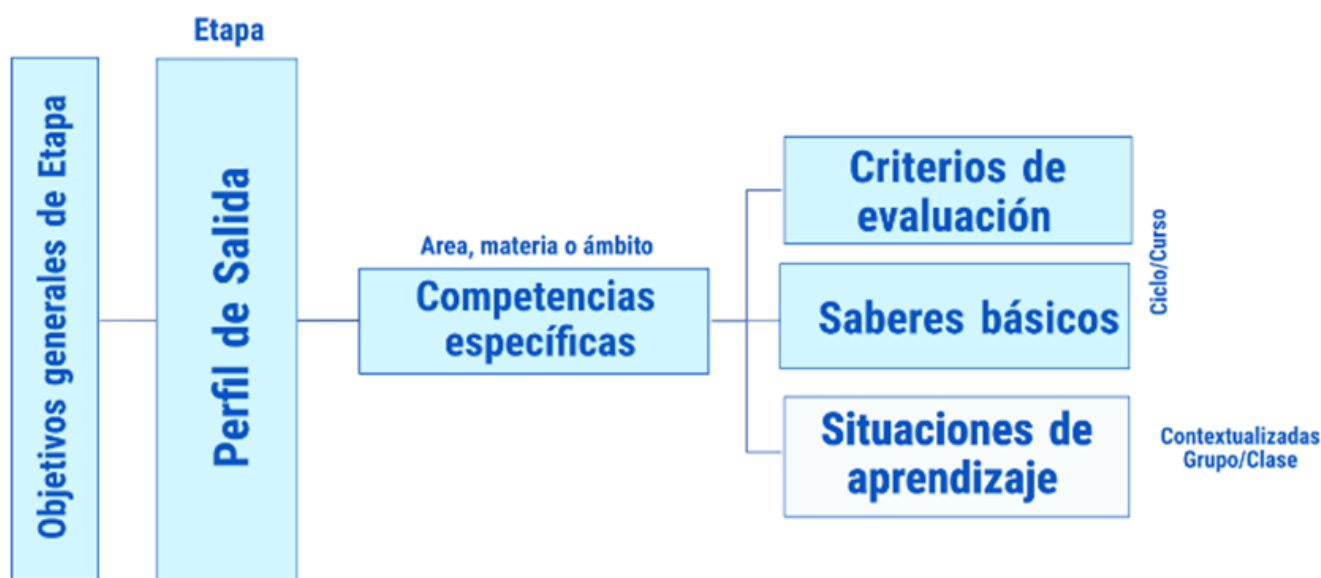 Objetivos generales de Etapa
Etapa
Perfil de Salida
Area, materia o ámbito
Competencias
específicas
Criterios de
evaluación
Saberes básicos
Ciclo/Curso
Situaciones de
aprendizaje
Contextualizadas
Grupo/Clase